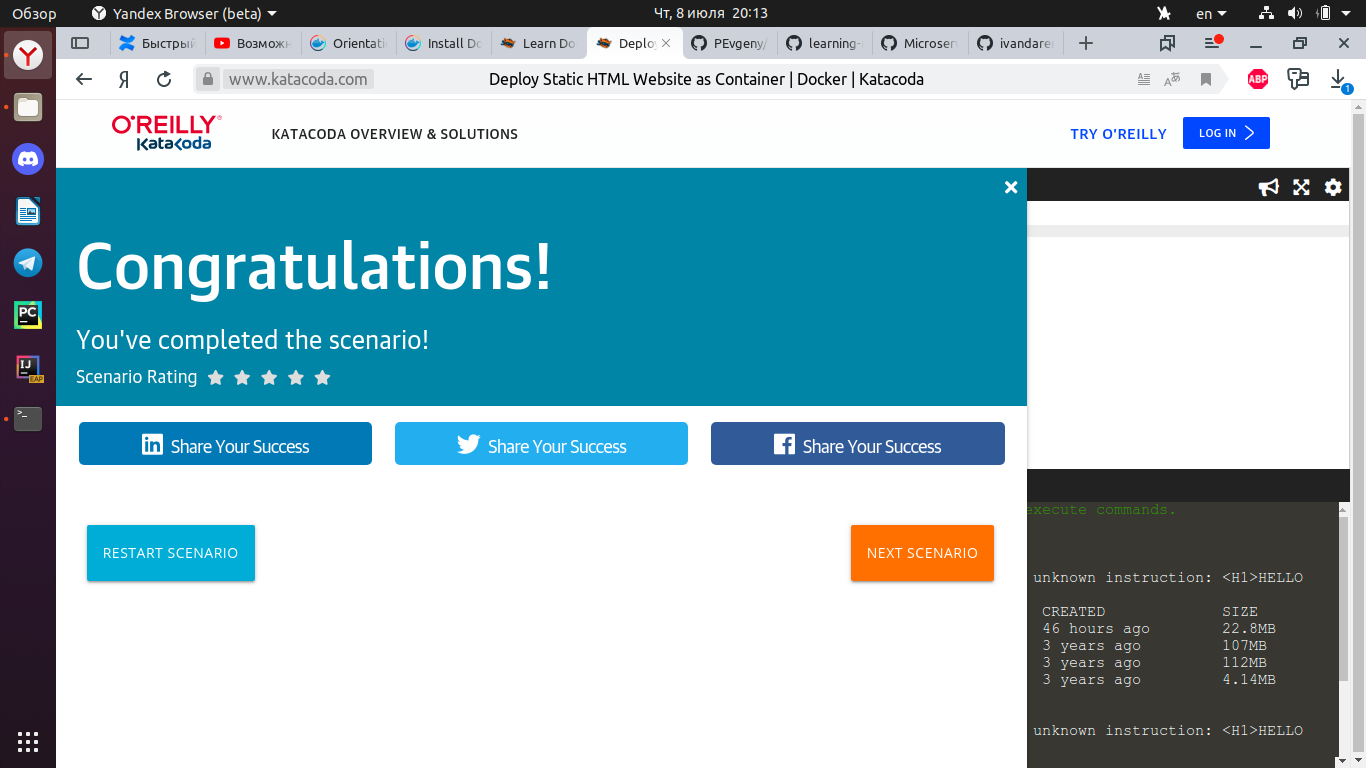 Обзор
Yandex Browser (beta)
Чт, 8 июля 20:13
en
Быстрый
Возможн
Orientati
Install Do
Learn Do
Deploy
PEvgeny/
learning-
Microser
ivandarem
www.katacoda.com
Deploy Static HTML Website as Container | Docker | Katacoda
ABP
1
O'REILLY®
Katacoda
KATACODA OVERVIEW & SOLUTIONS
TRY O'REILLY
LOG IN
Congratulations!
You've completed the scenario!
Scenario Rating
Share Your Success
Share Your Success
Share Your Success
RESTART SCENARIO
NEXT SCENARIO
execute commands.
unknown instruction: <H1>HELLO
CREATED SIZE
46 hours ago 22.8MB
3 years ago 107MB
3 years ago 112MB
3 years ago 4.14MB
unknown instruction: <H1>HELLO
PC
IJ
EAP